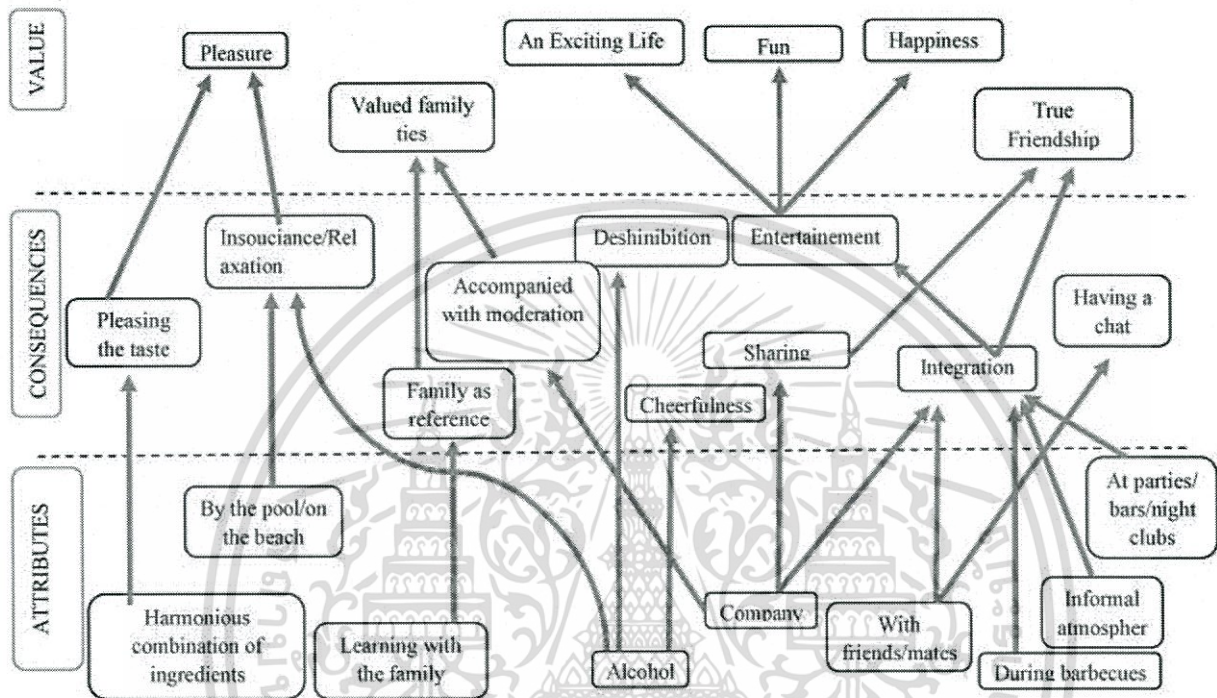 VALUE
Pleasure
An Exciting Life
Fun
Happiness
Valued family
ties
True
Friendship
CONSEQUENCES
Insouciance/Rel
axation
Deshinibition
Entertainement
Accompanied
with moderation
Having a
chat
Pleasing
the taste
Sharing
Integration
Family as
reference
Cheerfulness
ATTRIBUTES
By the pool/on
the beach
At parties/
bars/night
clubs
Harmonious
combination of
ingredients
Learning with
the family
Alcohol
Company
With
friends/mates
Informal
atmospher
During barbecues